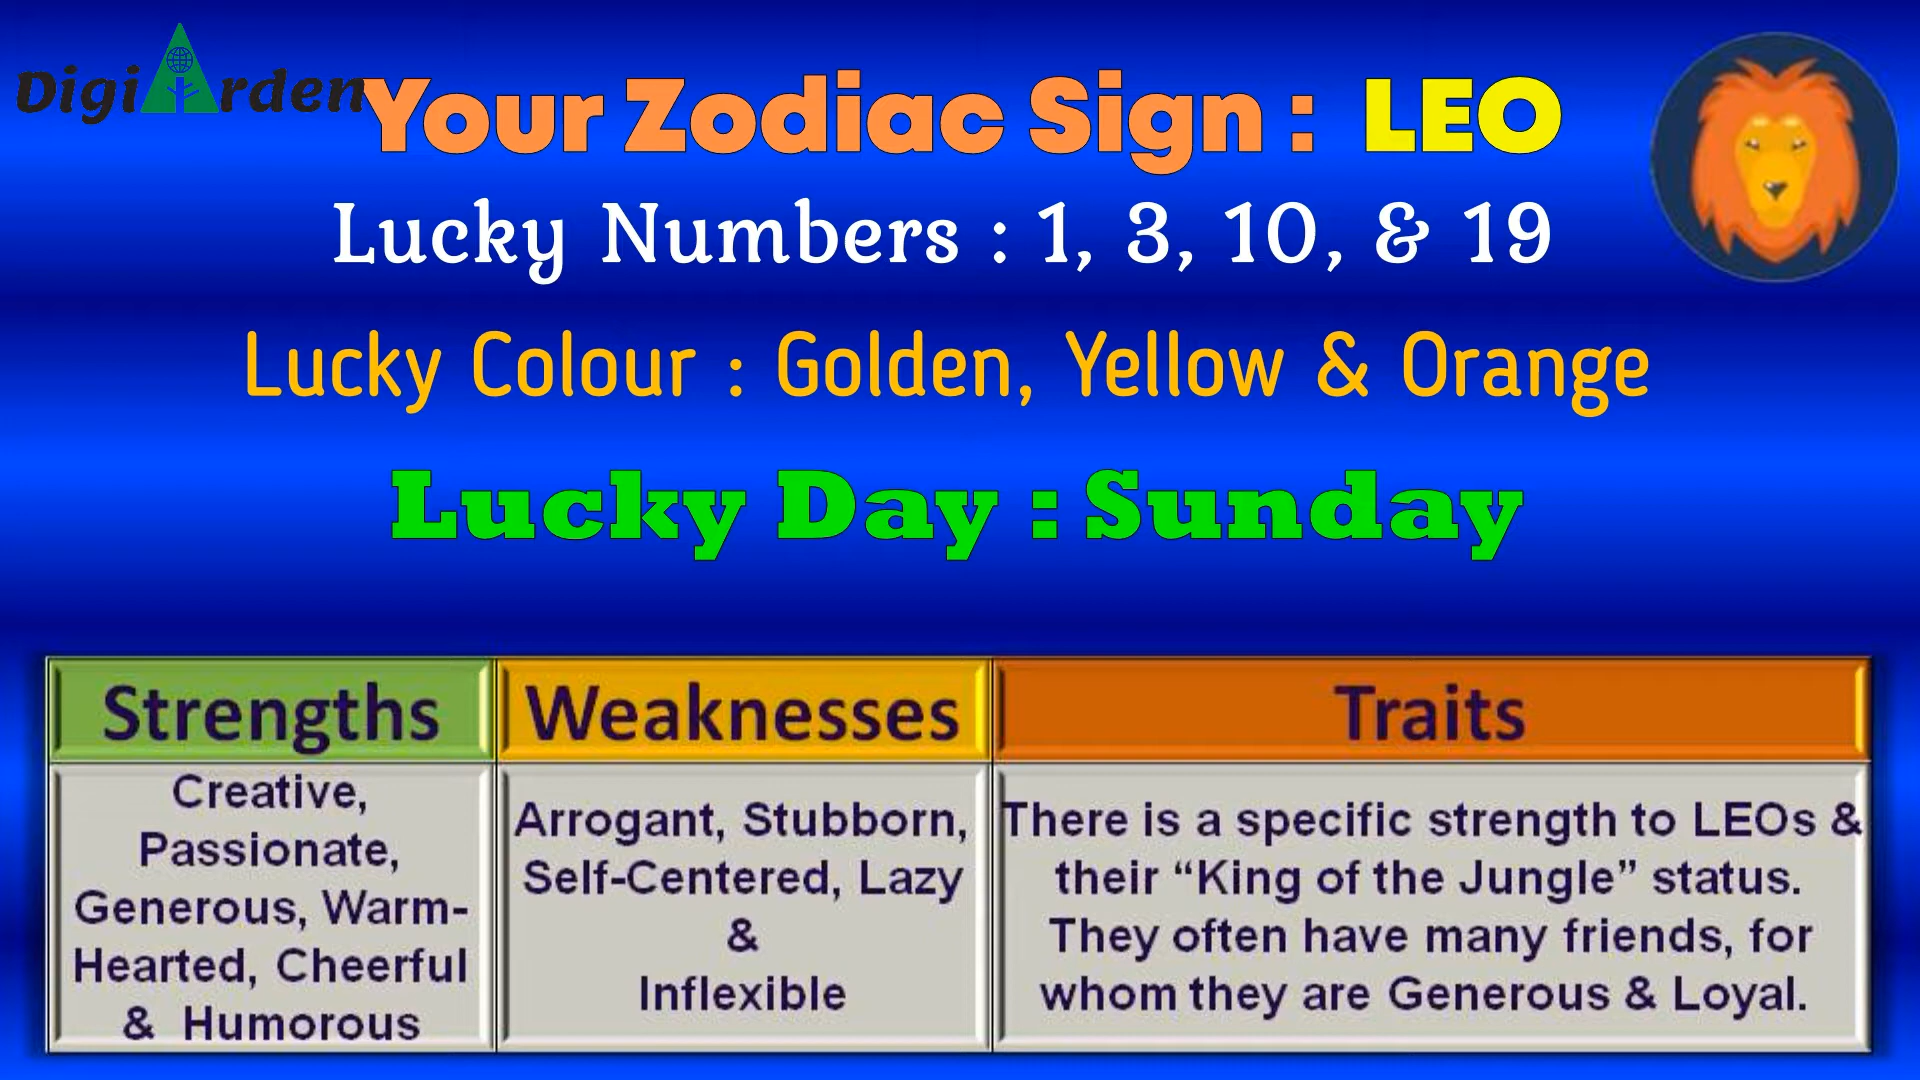 DigiArden
Your Zodiac Sign : LEO
Lucky Numbers : 1, 3, 10, & 19
Lucky Colour : Golden, Yellow & Orange
Lucky Day : Sunday
Strengths
Creative,
Passionate,
Generous, Warm-
Hearted, Cheerful
& Humorous
Weaknesses
Arrogant, Stubborn,
Self-Centered, Lazy
&
Inflexible
Traits
There is a specific strength to LEOs &
their “King of the Jungle” status.
They often have many friends, for
whom they are Generous & Loyal.